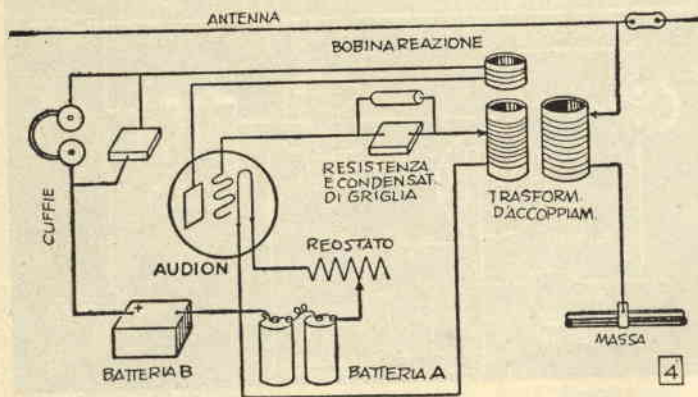 ANTENNA
BOBINA REAZIONE
CUFFIE
RESISTENZA
E CONDENSAT.
DI GRIGLIA
TRASFORM.
D'ACCOPPIAM.
AUDION
REOSTATO
+
-
BATTERIA B
BATTERIA A
MASSA
4